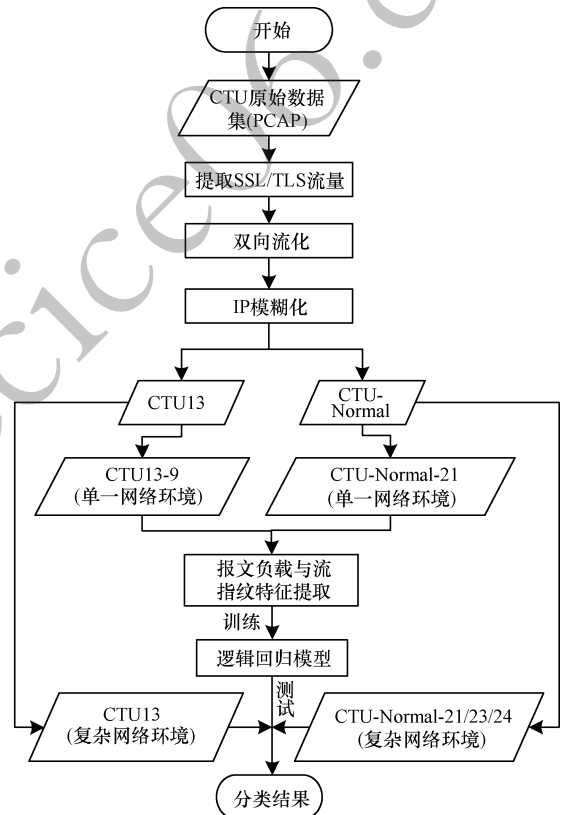 开始
CTU原始数据
集(PCAP)
提取SSL/TLS流量
双向流化
IP模糊化
CTU13
CTU-
Normal
CTU13-9
(单一网络环境)
CTU-Normal-21
(单一网络环境)
报文负载与流
指纹特征提取
训练
逻辑回归模型
测
试
CTU13
(复杂网络环境)
CTU-Normal-21/23/24
(复杂网络环境)
分类结果
ecice06.c